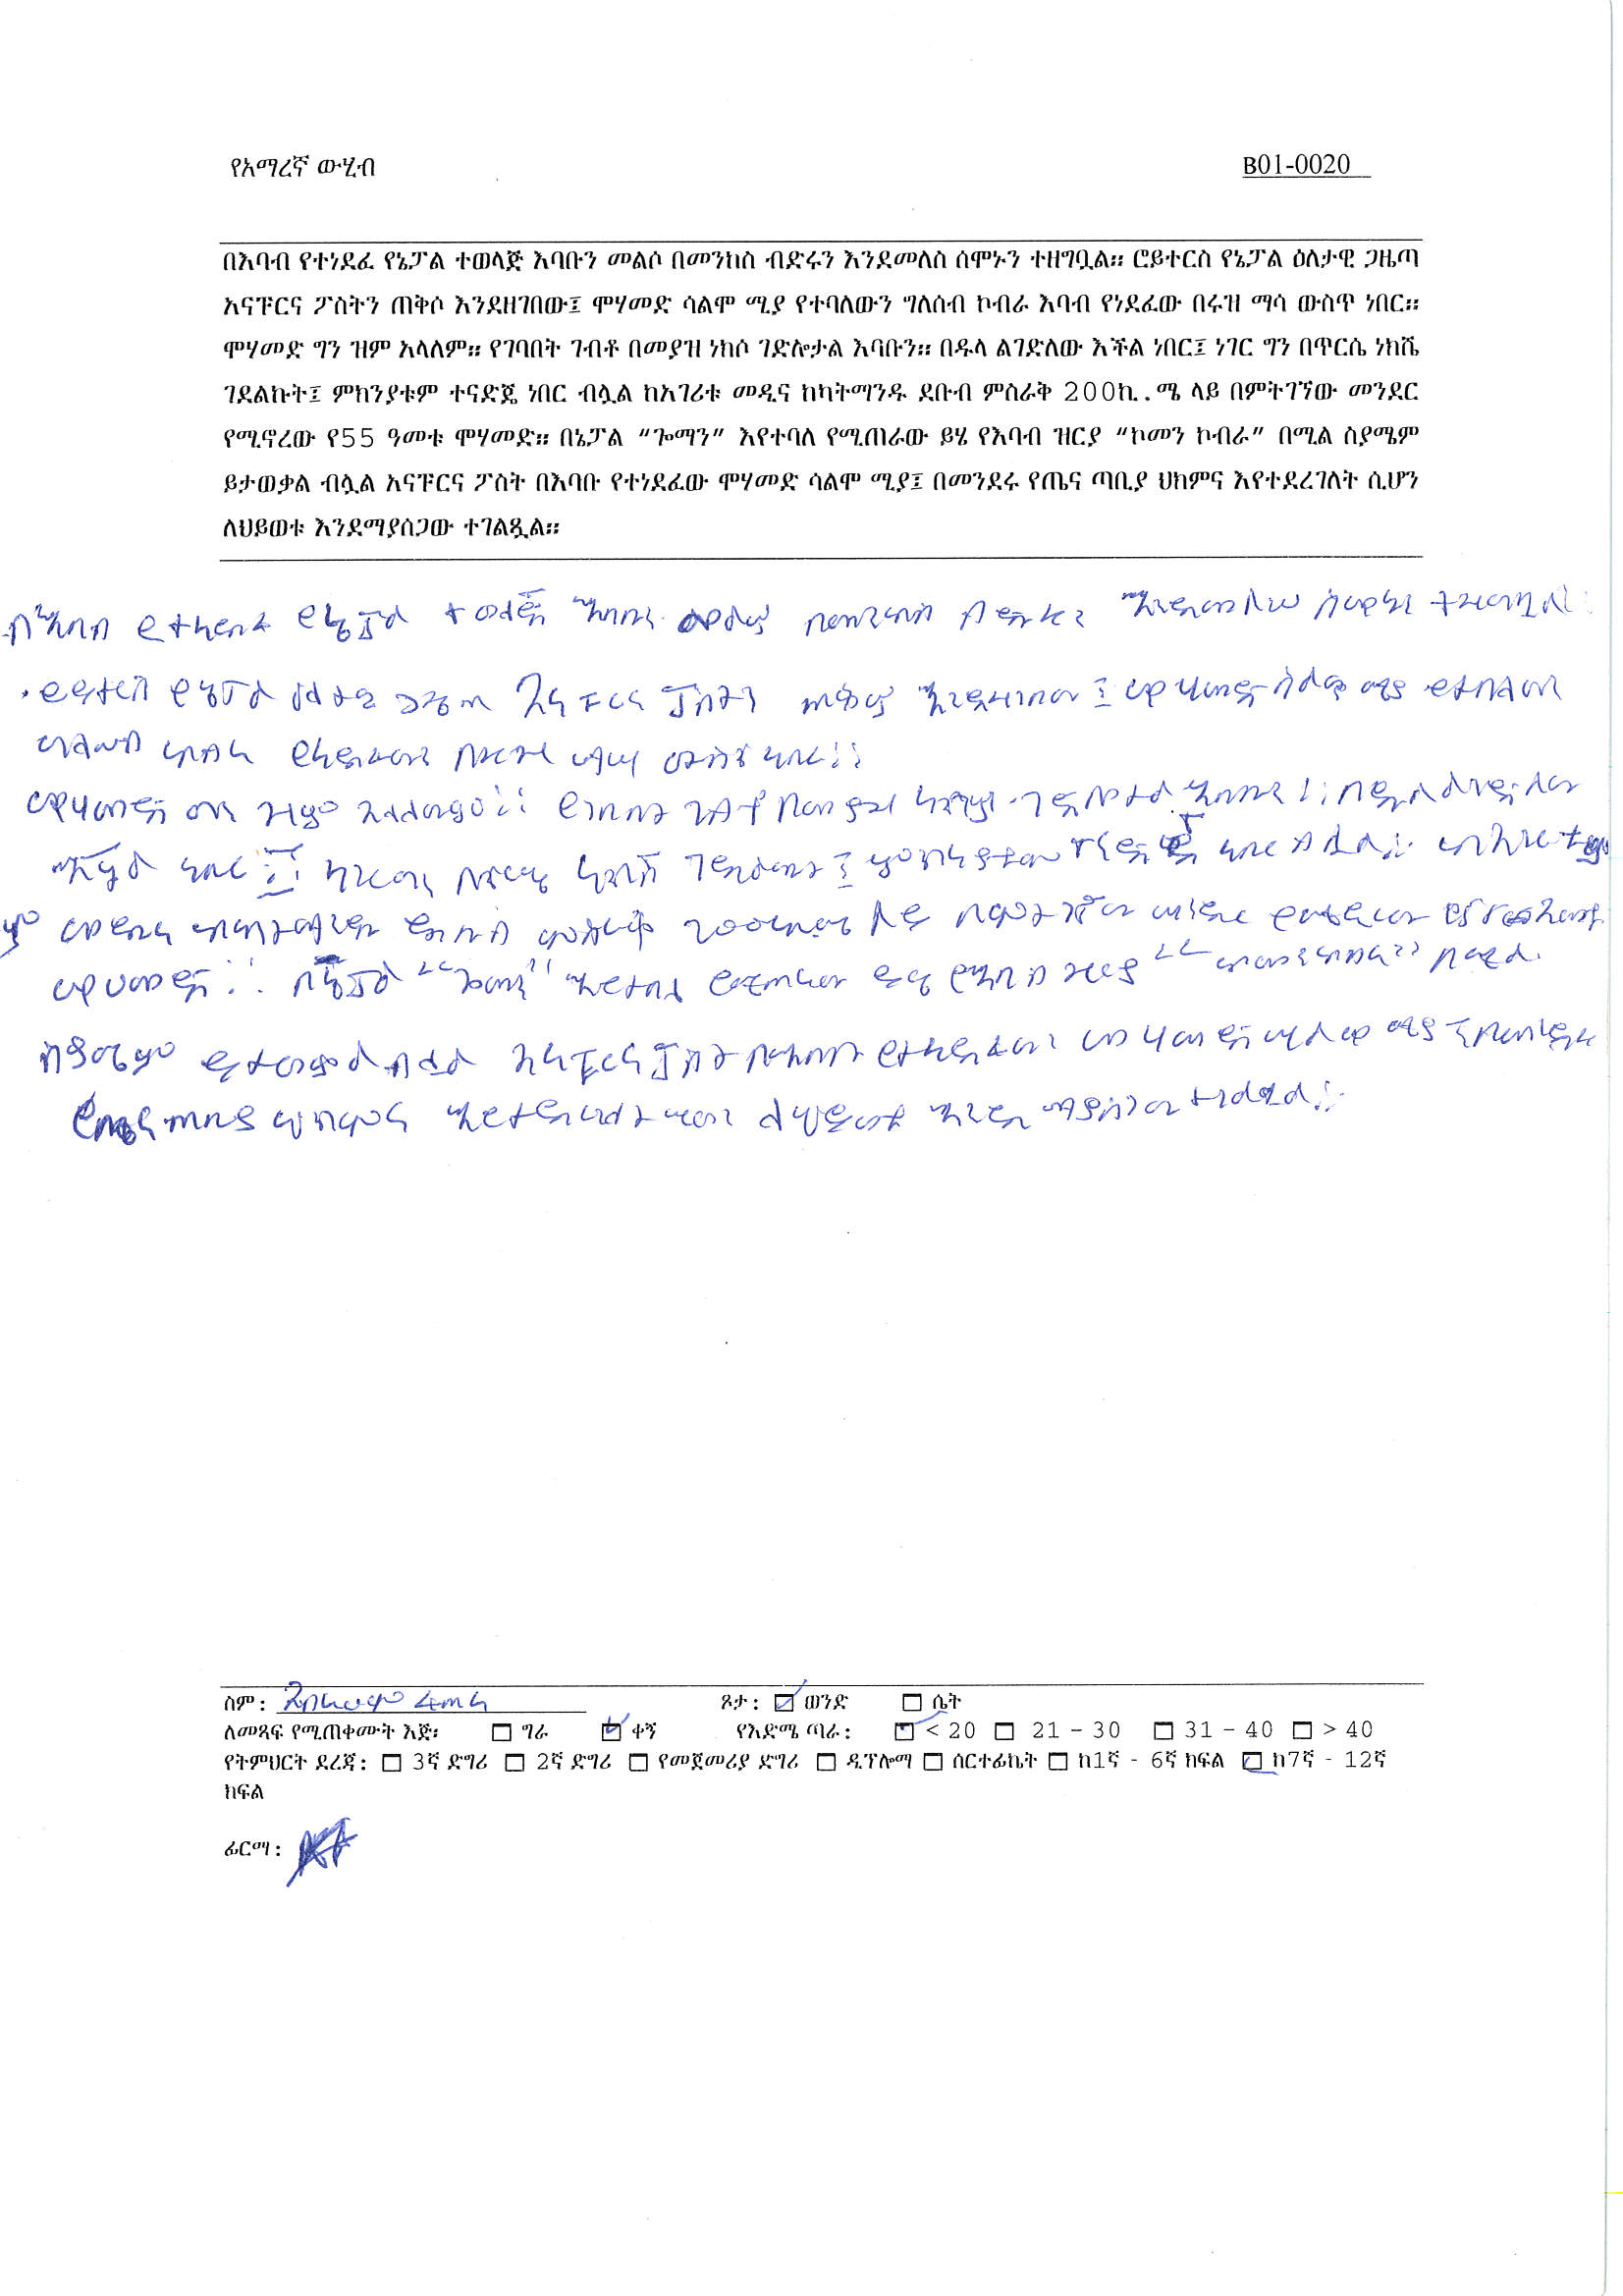 የአማረኛ ውሂብ B01-0020
በእባብ የተነደፈ የኔፓል ተወላጅ እባቡን መልሶ በመንከስ ብድሩን እንደመለስ ሰሞኑን ተዘግቧል። ሮይተርስ የኔፓል ዕለታዊ ጋዜጣ
አናፑርና ፖስትን ጠቅሶ እንደዘገበው፤ ሞሃመድ ሳልሞ ሚያ የተባለውን ግለሰብ ኮብራ እባብ የነደፈው በሩዝ ማሳ ውስጥ ነበር።
ሞሃመድ ግን ዝም አላለም። የገባበት ገብቶ በመያዝ ነክሶ ገድሎታል እባቡን። በዱላ ልገድለው እችል ነበር፤ ነገር ግን በጥርሴ ነክሼ
ገደልኩት፤ ምክንያቱም ተናድጄ ነበር ብሏል ከአገሪቱ መዲና ከካትማንዱ ደቡብ ምስራቅ 200ኪ.ሜ ላይ በምትገኘው መንደር
የሚኖረው የ55 ዓመቱ ሞሃመድ። በኔፓል “ጐማን” እየተባለ የሚጠራው ይሄ የእባብ ዝርያ “ኮመን ኮብራ” በሚል ስያሜም
ይታወቃል ብሏል አናፑርና ፖስት በእባቡ የተነደፈው ሞሃመድ ሳልሞ ሚያ፤ በመንደሩ የጤና ጣቢያ ህክምና እየተደረገለት ሲሆን
ለህይወቱ እንደማያሰጋው ተገልጿል።
በእባብ የተነደፈ የኔፓል ተወላጅ እባቡን መልሶ በመንከስ ብድሩን እንደመለሰ ሰሞኑን ተዘግቧል።
የኔፓል ዕለታዊ ጋዜጣ አናፑርና ፖስትን ጠቅሶ እንደዘገበው፤ ሞሃመድ ሳልሞ ሚያ የተባለውን
ግለሰብ ኮብራ የነደፈው በሩዝ ማሳ ውስጥ ነበር።
ሞሃመድ ግን ዝም አላለም። የገባበት ገብቶ በመያዝ ነክሶ ገድሎታል እባቡን። በዱላ ልገድለው
እችል ነበር፤ ነገር ግን በጥርሴ ነክሼ ገደልኩት፤ ምክንያቱም ተናድጄ ነበር ብሏል።
መዲና ከካትማንዱ ደቡብ ምስራቅ ላይ በምትገኘው መንደር የሚኖረው
ሞሃመድ። በኔፓል “ጐማን” እየተባለ የሚጠራው ይሄ የእባብ ዝርያ “ኮመን ኮብራ” በሚል
ስያሜም ይታወቃል ብሏል አናፑርና ፖስት በእባቡ የተነደፈው ሞሃመድ ሳልሞ ሚያ፤ በመንደሩ
የጤና ጣቢያ ህክምና እየተደረገለት ሲሆን ለህይወቱ እንደማያሰጋው ተገልጿል።
ስም: ጾታ: ወንድ ሴት
ለመጻፍ የሚጠቀሙት እጅ: ግራ ቀኝ የእድሜ ጣራ: < 20 21 - 30 31 - 40 > 40
የትምህርት ደረጃ: 3ኛ ድግሪ 2ኛ ድግሪ የመጀመሪያ ድግሪ ዲፕሎማ ሰርተፊኬት ከ1ኛ - 6ኛ ክፍል ከ7ኛ - 12ኛ
ክፍል
ፊርማ: